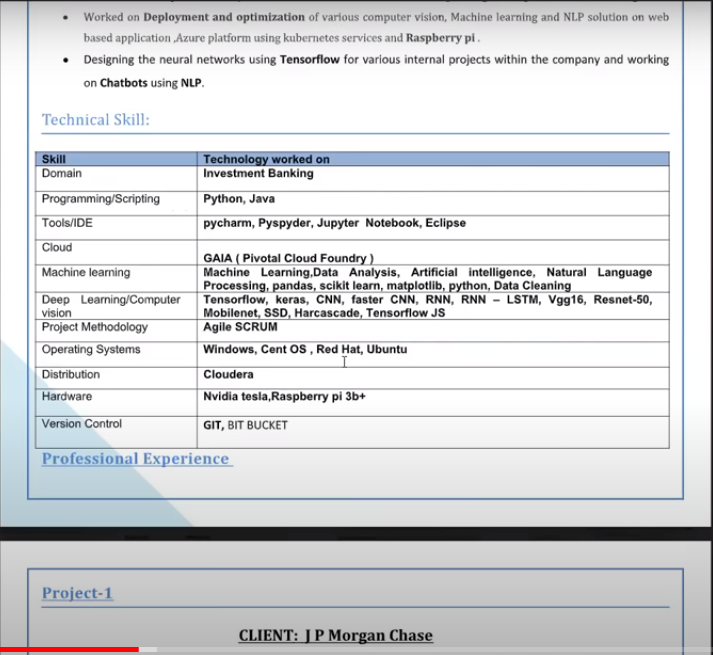 • Worked on Deployment and optimization of various computer vision, Machine learning and NLP solution on web
based application ,Azure platform using kubernetes services and Raspberry pi .
• Designing the neural networks using Tensorflow for various internal projects within the company and working
on Chatbots using NLP.
Technical Skill:
Skill Technology worked on
Domain Investment Banking
Programming/Scripting Python, Java
Tools/IDE pycharm, Pyspyder, Jupyter Notebook, Eclipse
Cloud
GAIA ( Pivotal Cloud Foundry )
Machine learning Machine Learning,Data Analysis, Artificial intelligence, Natural Language
Processing, pandas, scikit learn, matplotlib, python, Data Cleaning
Deep Learning/Computer Tensorflow, keras, CNN, faster CNN, RNN, RNN – LSTM, Vgg16, Resnet-50,
vision Mobilenet, SSD, Harcascade, Tensorflow JS
Project Methodology Agile SCRUM
Operating Systems Windows, Cent OS , Red Hat, Ubuntu
Distribution Cloudera
Hardware Nvidia tesla,Raspberry pi 3b+
Version Control GIT, BIT BUCKET
Professional Experience
Project-1
CLIENT: J P Morgan Chase